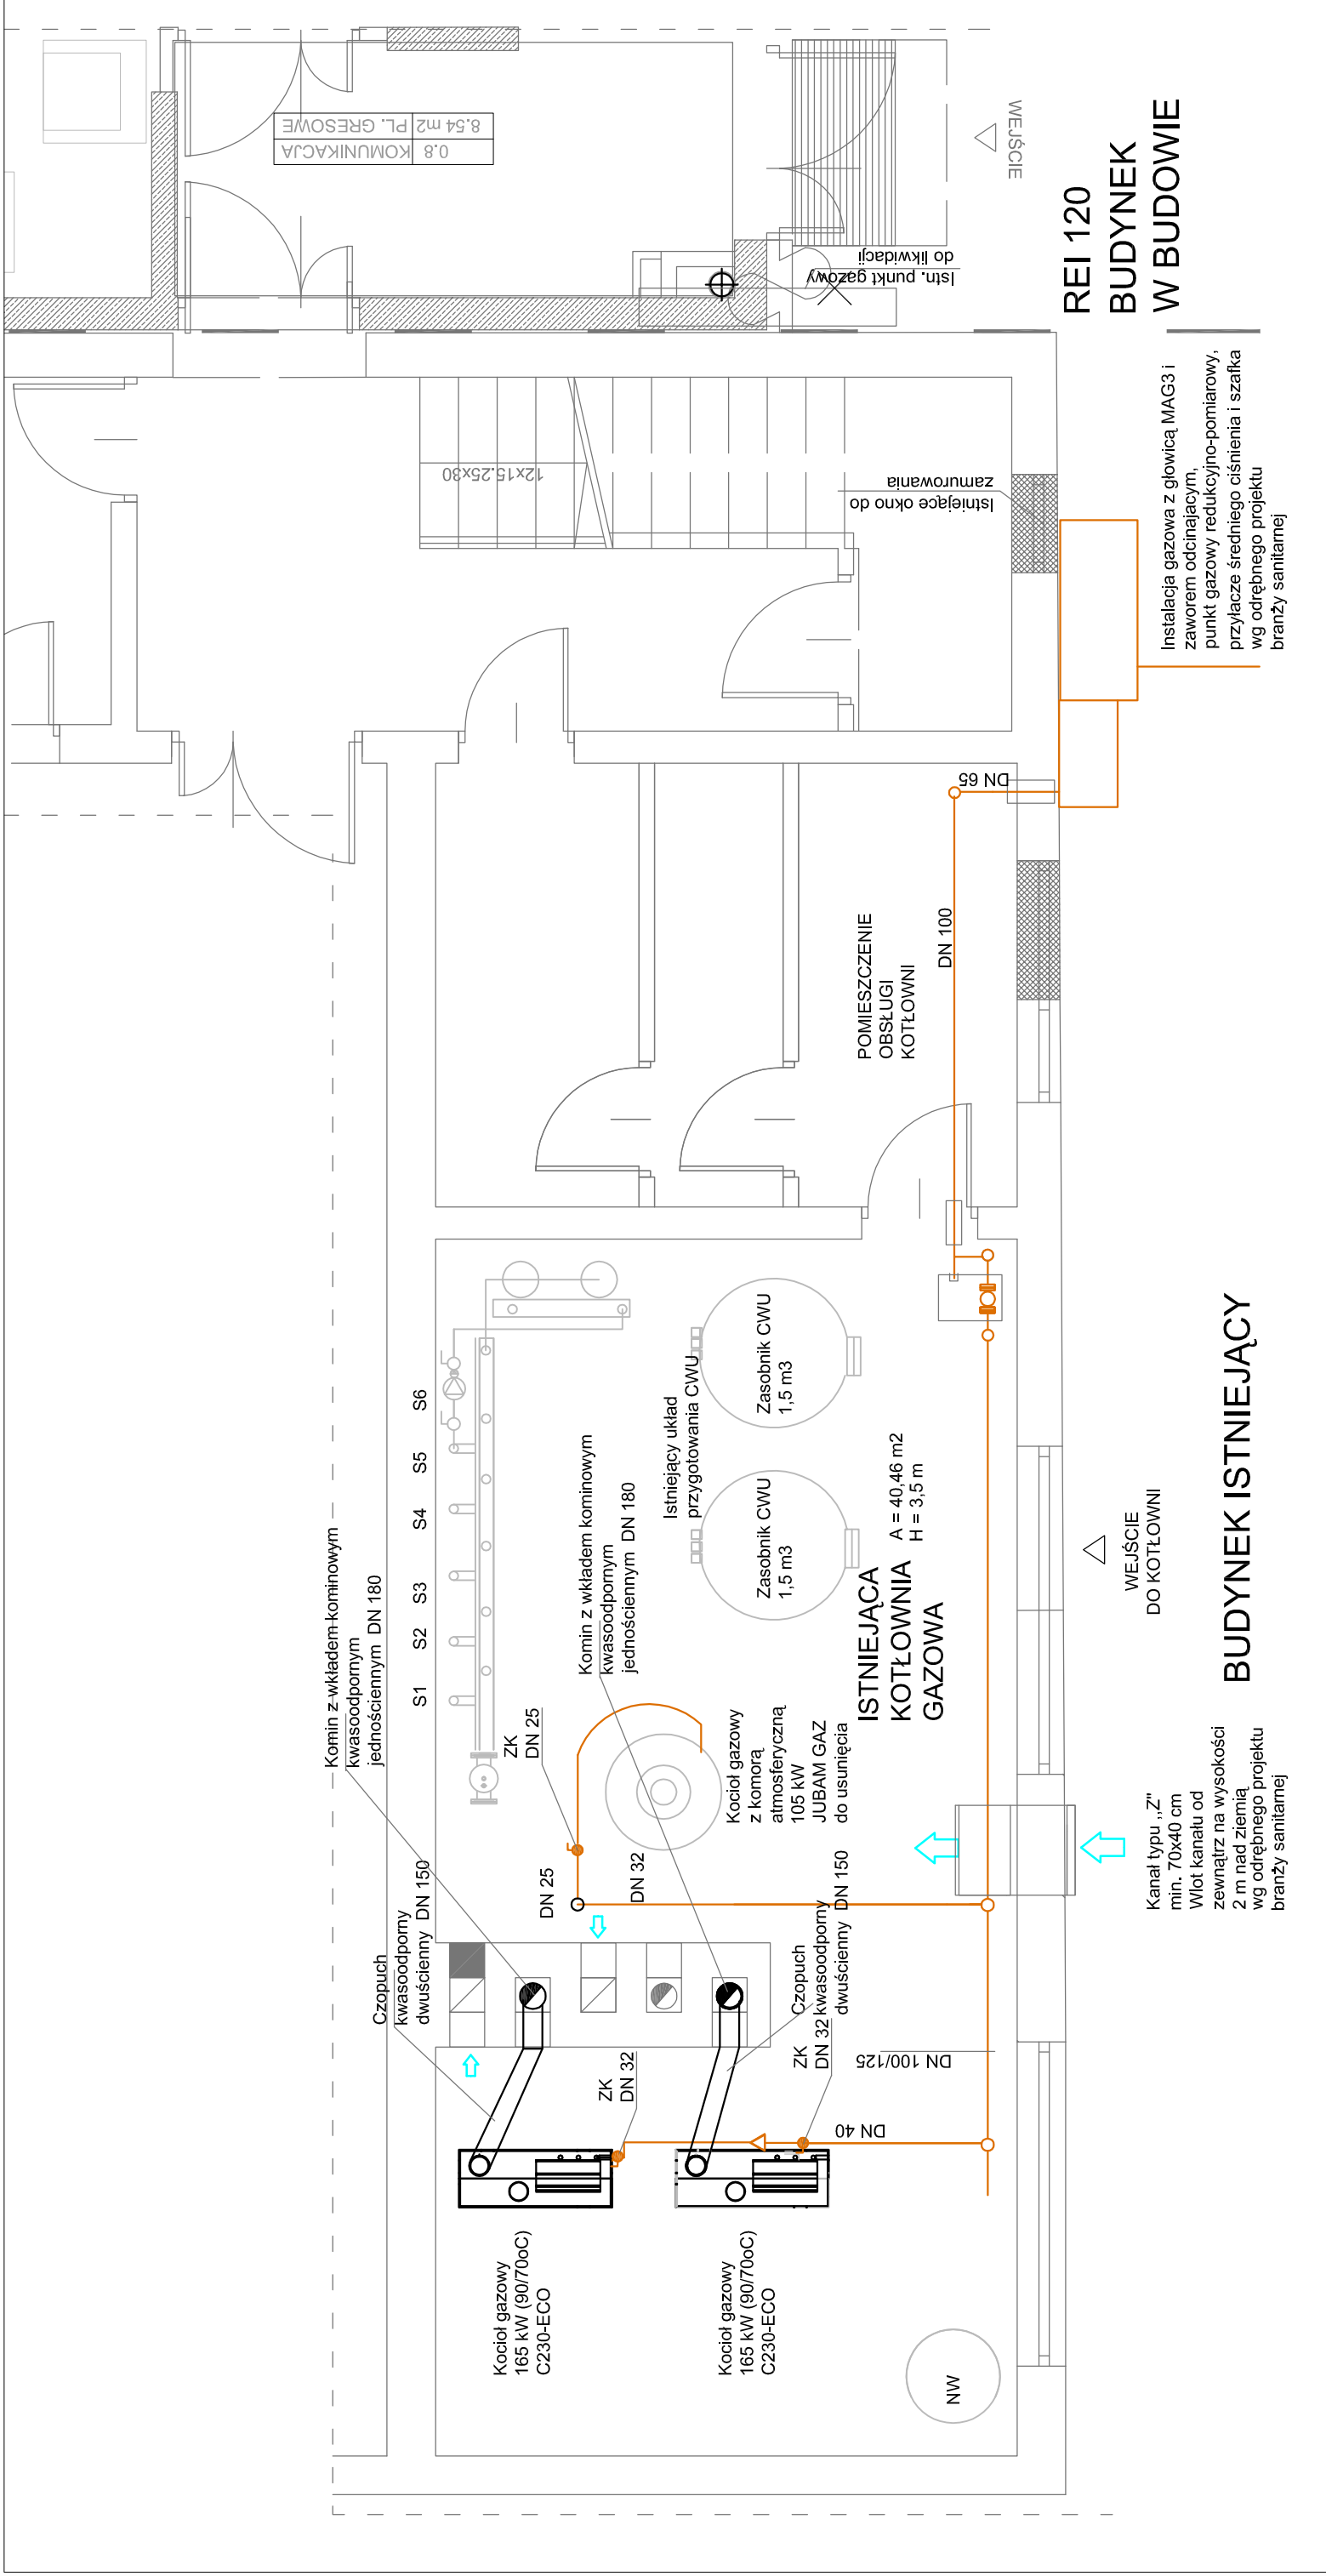 Komin z wkładem kominowym
kwasoodpornym
jednościennym DN 180
Czopuch
kwasoodporny
dwuścienny DN 150
S1
S2
S3
S4
S5
S6
ZK
DN 25
DN 25
DN 32
Komin z wkładem kominowym
kwasoodpornym
jednościennym DN 180
Istniejący układ
przygotowania CWU
Zasobnik CWU
1,5 m3
Zasobnik CWU
1,5 m3
Kocioł gazowy
z komorą
atmosferyczną
105 kW
JUBAM GAZ
do usunięcia
ISTNIEJĄCA
KOTŁOWNIA
GAZOWA
A = 40,46 m2
H = 3,5 m
Czopuch
kwasoodporny
dwuścienny DN 150
ZK
DN 32
ZK
DN 32
DN 40
DN 100/125
Kocioł gazowy
165 kW (90/70oC)
C230-ECO
Kocioł gazowy
165 kW (90/70oC)
C230-ECO
NW
POMIESZCZENIE
OBSŁUGI
KOTŁOWNI
DN 100
DN 65
12x15.25x30
Istniejące okno do
zamurowania
0.8 KOMUNIKACJA
8.54 m2 PŁ. GRESOWE
Istn. punkt gazowy
do likwidacji
WEJŚCIE
REI 120
BUDYNEK
W BUDOWIE
Instalacja gazowa z głowicą MAG3 i
zaworem odcinajacym,
punkt gazowy redukcyjno-pomiarowy,
przyłacze średniego ciśnienia i szafka
wg odrębnego projektu
branży sanitarnej
WEJŚCIE
DO KOTŁOWNI
BUDYNEK ISTNIEJĄCY
Kanał typu ,,Z"
min. 70x40 cm
Wlot kanału od
zewnątrz na wysokości
2 m nad ziemią
wg odrębnego projektu
branży sanitarnej